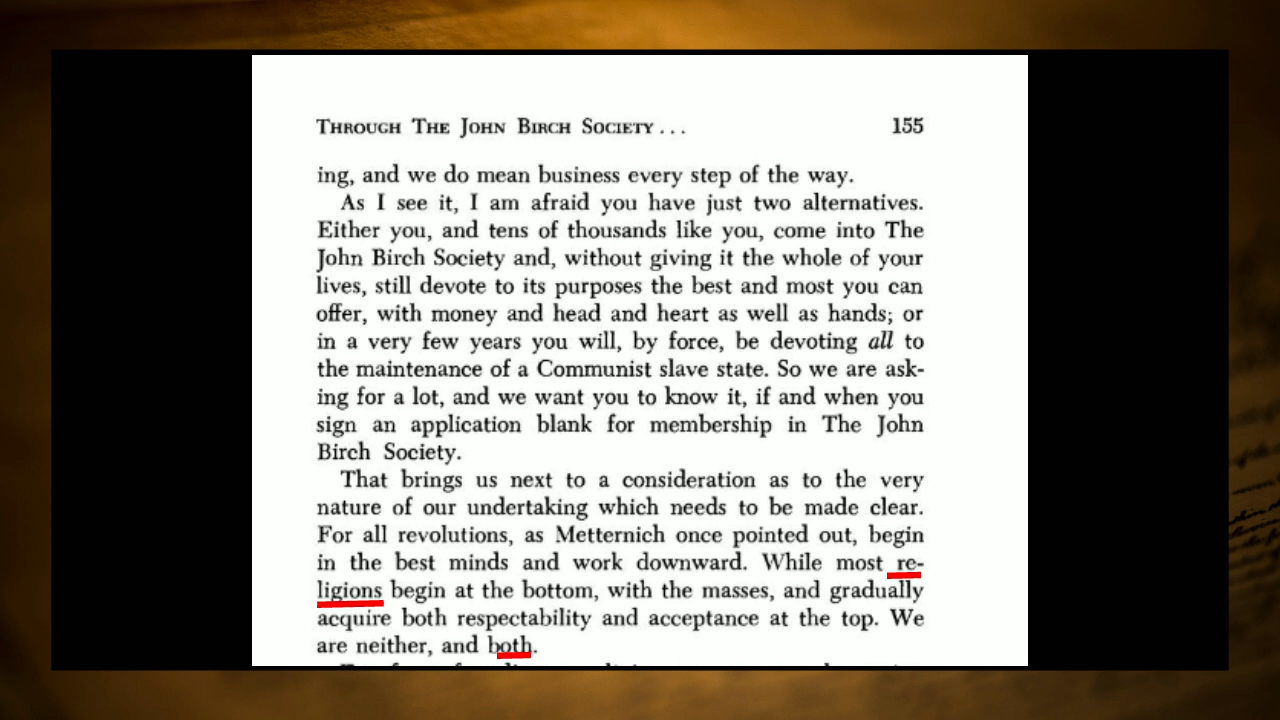 THROUGH THE JOHN BIRCH SOCIETY... 155
ing, and we do mean business every step of the way.
As I see it, I am afraid you have just two alternatives.
Either you, and tens of thousands like you, come into The
John Birch Society and, without giving it the whole of your
lives, still devote to its purposes the best and most you can
offer, with money and head and heart as well as hands; or
in a very few years you will, by force, be devoting all to
the maintenance of a Communist slave state. So we are ask-
ing for a lot, and we want you to know it, if and when you
sign an application blank for membership in The John
Birch Society.
That brings us next to a consideration as to the very
nature of our undertaking which needs to be made clear.
For all revolutions, as Metternich once pointed out, begin
in the best minds and work downward. While most re-
ligions begin at the bottom, with the masses, and gradually
acquire both respectability and acceptance at the top. We
are neither, and both.